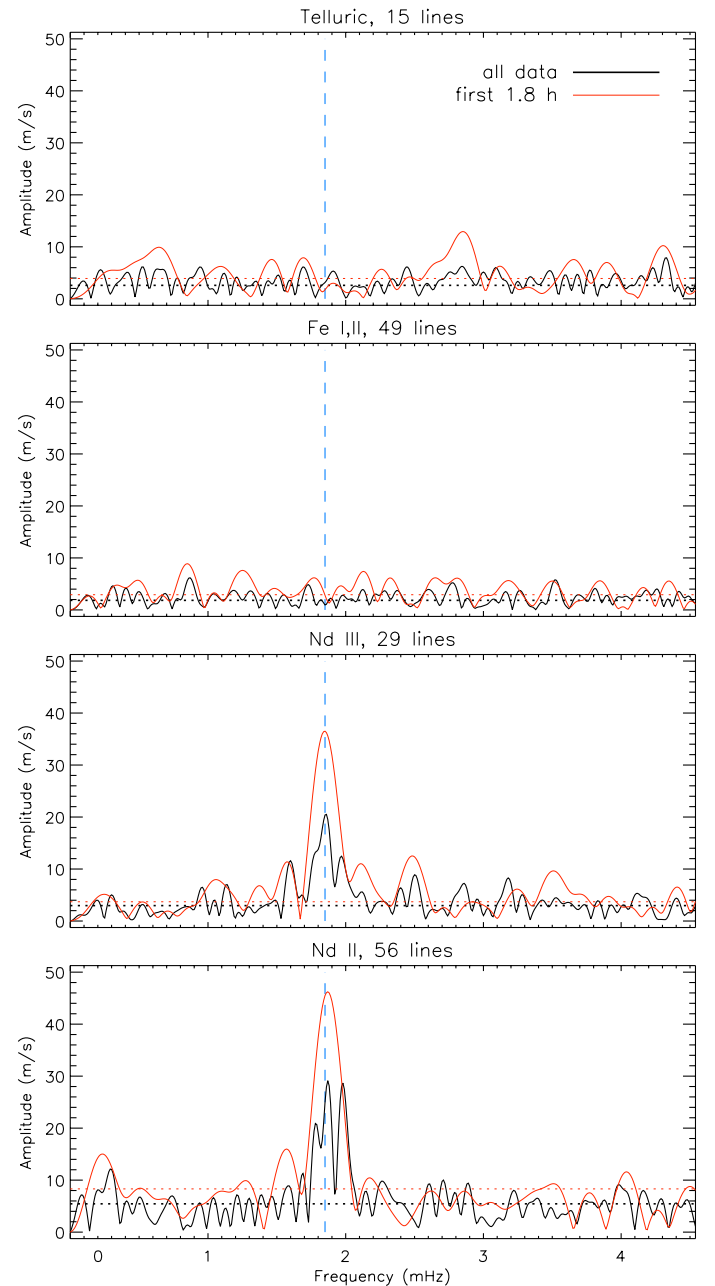 Telluric, 15 lines
50
40
30
20
10
0
Amplitude (m/s)
all data
first 1.8 h
Fe I,II, 49 lines
50
40
30
20
10
0
Amplitude (m/s)
Nd III, 29 lines
50
40
30
20
10
0
Amplitude (m/s)
Nd II, 56 lines
50
40
30
20
10
0
Amplitude (m/s)
0 1 2 3 4
Frequency (mHz)